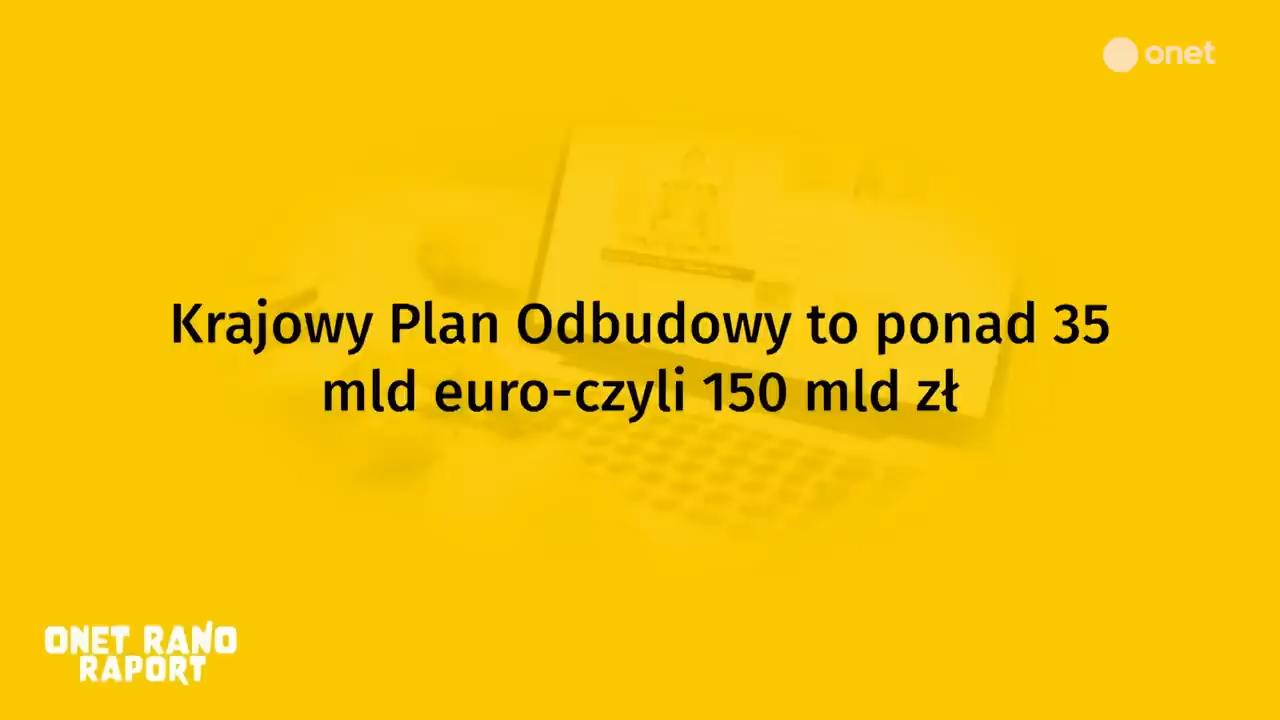 onet
Krajowy Plan Odbudowy to ponad 35
mld euro-czyli 150 mld zł
ONET RANO
RAPORT